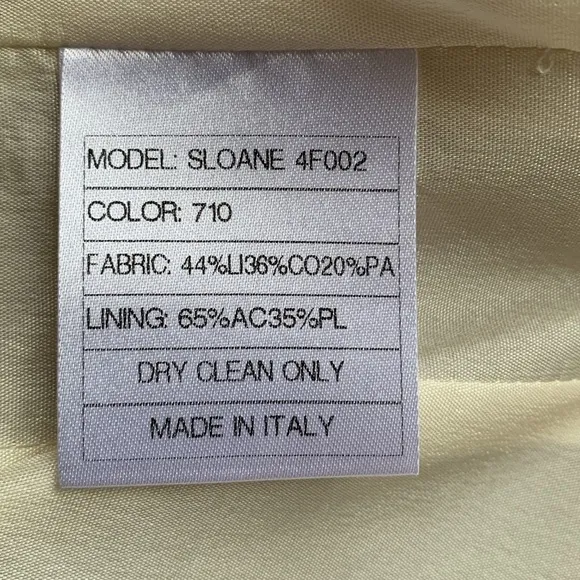 MODEL: SLOANE 4F002
COLOR: 710
FABRIC: 44%LI36%CO20%PA
LINING: 65%AC35%PL
DRY CLEAN ONLY
MADE IN ITALY